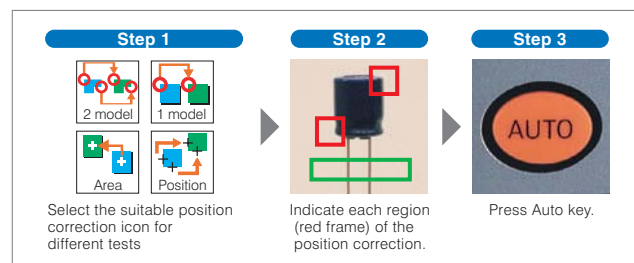 Step 1
Step 2
Step 3
2 model
1 model
Area
Position
AUTO
Select the suitable position
correction icon for
different tests
Indicate each region
(red frame) of the
position correction.
Press Auto key.